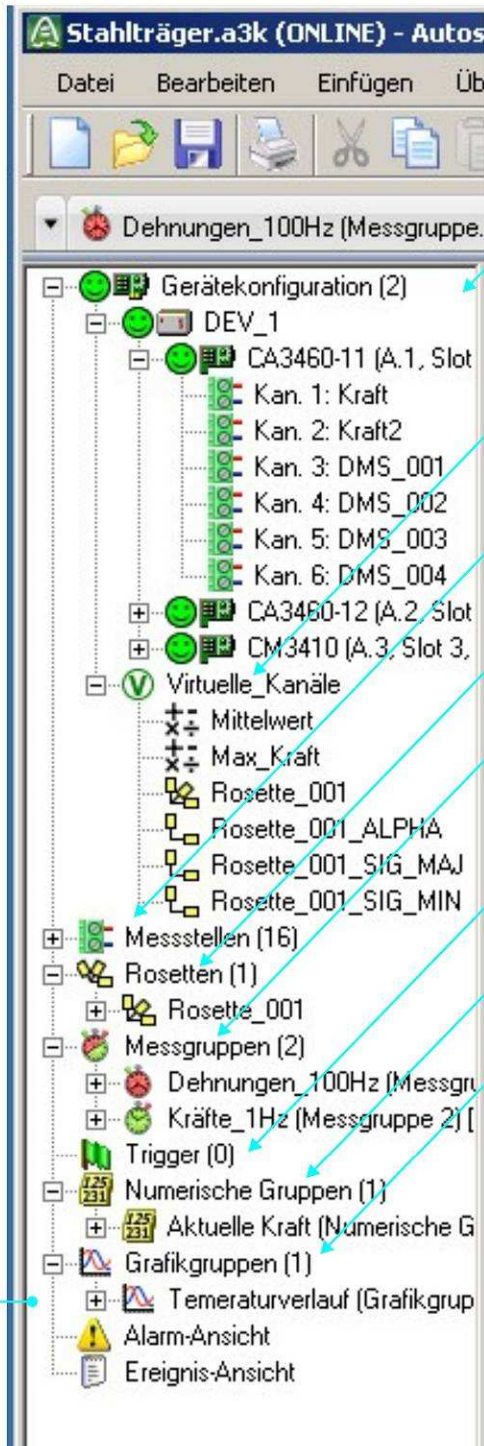 Stahlträger.a3k (ONLINE) - Autos
Datei Bearbeiten Einfügen Üb
Dehnungen_100Hz (Messgruppe.
Gerätekonfiguration (2)
DEV_1
CA3460-11 (A.1, Slot
Kan. 1: Kraft
Kan. 2: Kraft2
Kan. 3: DMS_001
Kan. 4: DMS_002
Kan. 5: DMS_003
Kan. 6: DMS_004
CA3460-12 (A.2, Slot
CM3410 (A.3, Slot 3,
Virtuelle_Kanäle
Mittelwert
Max_Kraft
Rosette_001
Rosette_001_ALPHA
Rosette_001_SIG_MAJ
Rosette_001_SIG_MIN
Messstellen (16)
Rosetten (1)
Rosette_001
Messgruppen (2)
Dehnungen_100Hz (Messgru
Kräfte_1Hz (Messgruppe 2) [
Trigger (0)
Numerische Gruppen (1)
Aktuelle Kraft (Numerische G
Grafikgruppen (1)
Temeraturverlauf (Grafikgrup
Alarm-Ansicht
Ereignis-Ansicht